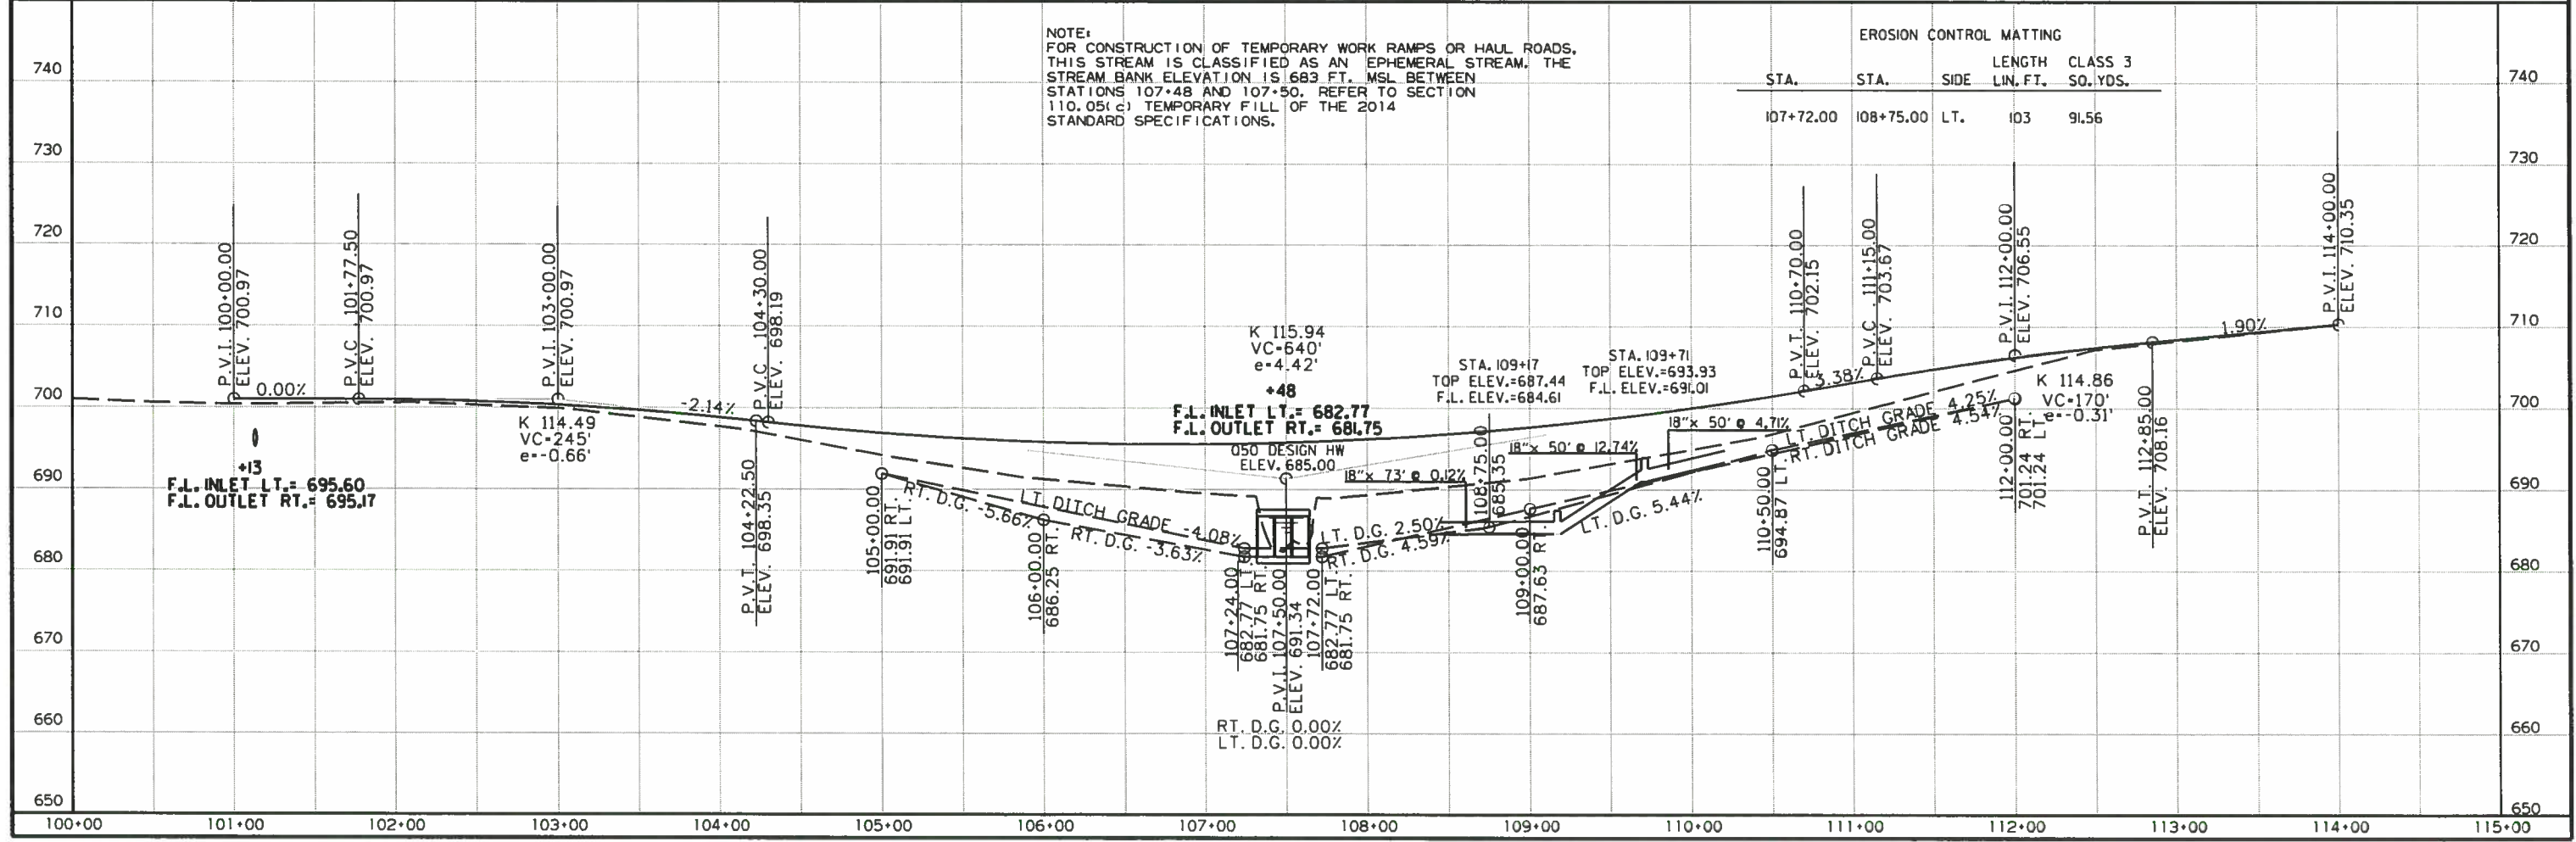 NOTE:
FOR CONSTRUCTION OF TEMPORARY WORK RAMPS OR HAUL ROADS,
THIS STREAM IS CLASSIFIED AS AN EPHEMERAL STREAM. THE
STREAM BANK ELEVATION IS 683 FT. MSL BETWEEN
STATIONS 107+48 AND 107+50. REFER TO SECTION
110.05(c) TEMPORARY FILL OF THE 2014
STANDARD SPECIFICATIONS.
EROSION CONTROL MATTING
LENGTH CLASS 3
STA. STA. SIDE LIN.FT. SQ.YDS.
107+72.00 108+75.00 LT. 103 91.56
740
730
720
710
700
690
680
670
660
650
740
730
720
710
700
690
680
670
660
650
P.V.I. 100+00.00
ELEV. 700.97
0.00%
P.V.C .101+77.50
ELEV. 700.97
P.V.I. 103+00.00
ELEV. 700.97
-2.14%
P.V.C .104+30.00
ELEV. 698.19
K 114.49
VC=245'
e=-0.66'
+13
F.L. INLET LT.= 695.60
F.L. OUTLET RT.= 695.17
P.V.T. 104+22.50
ELEV. 698.35
105+00.00
691.91 RT.
691.91 LT.
RT. D.G. -5.66%
LT. DITCH GRADE -4.08%
RT. D.G. -3.63%
106+00.00
686.25 RT.
K 115.94
VC=640'
e=4.42'
+48
F.L. INLET LT.= 682.77
F.L. OUTLET RT.= 681.75
Q50 DESIGN HW
ELEV. 685.00
107+24.00
682.77 LT.
681.75 RT.
P.V.I. 107+50.00
ELEV. 691.34
107+72.00
682.77 LT.
681.75 RT.
RT. D.G. 0.00%
LT. D.G. 0.00%
LT. D.G. 2.50%
RT. D.G. 4.59%
18"x 73' @ 0.12%
108+75.00
685.35
STA. 109+17
TOP ELEV.=687.44
F.L. ELEV.=684.61
18"x 50' @ 12.74%
109+00.00
687.63 RT.
STA. 109+71
TOP ELEV.=693.93
F.L. ELEV.=691.01
18"x 50' @ 4.71%
LT. D.G. 5.44%
110+50.00
694.87 LT.
LT. DITCH GRADE 4.25%
RT. DITCH GRADE 4.54%
P.V.T. 110+70.00
ELEV. 702.15
3.38%
P.V.C .111+15.00
ELEV. 703.67
P.V.I. 112+00.00
ELEV. 706.55
112+00.00
701.24 RT.
701.24 LT.
K 114.86
VC=170'
e=-0.31'
P.V.T. 112+85.00
ELEV. 708.16
1.90%
P.V.I. 114+00.00
ELEV. 710.35
100+00 101+00 102+00 103+00 104+00 105+00 106+00 107+00 108+00 109+00 110+00 111+00 112+00 113+00 114+00 115+00